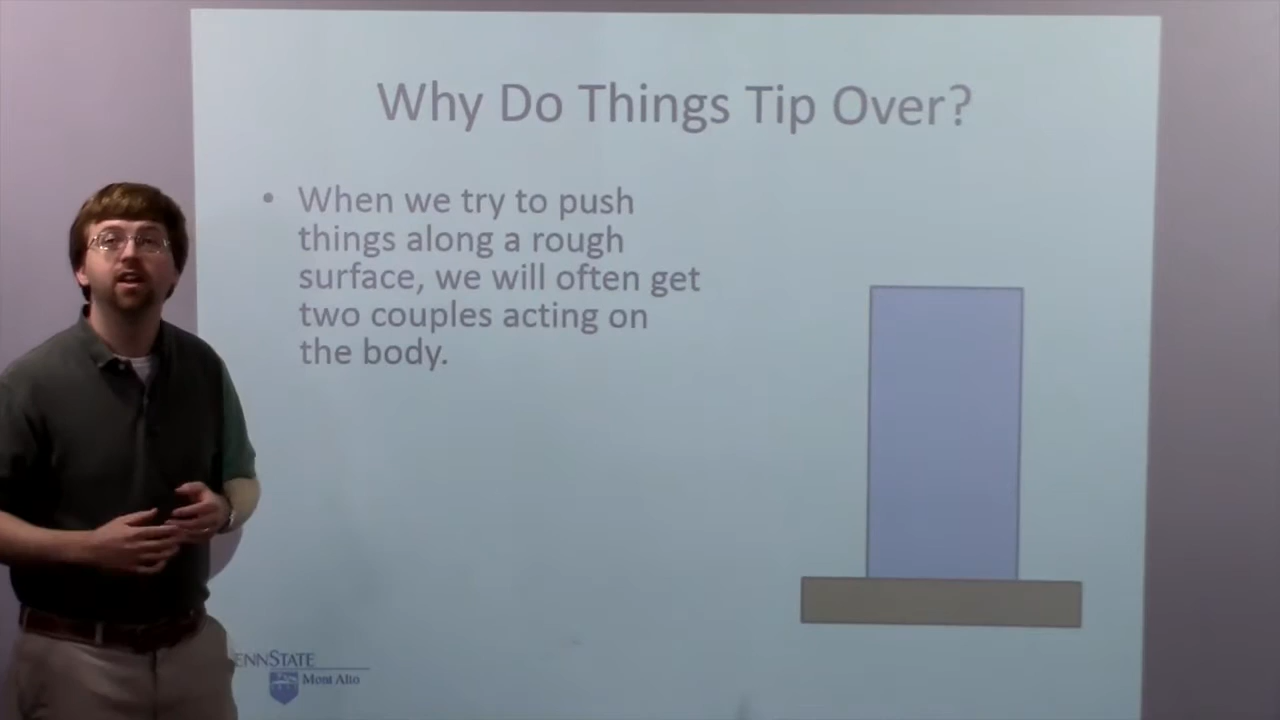 Why Do Things Tip Over?
• When we try to push
things along a rough
surface, we will often get
two couples acting on
the body.
ENNSTATE
Mont Alto